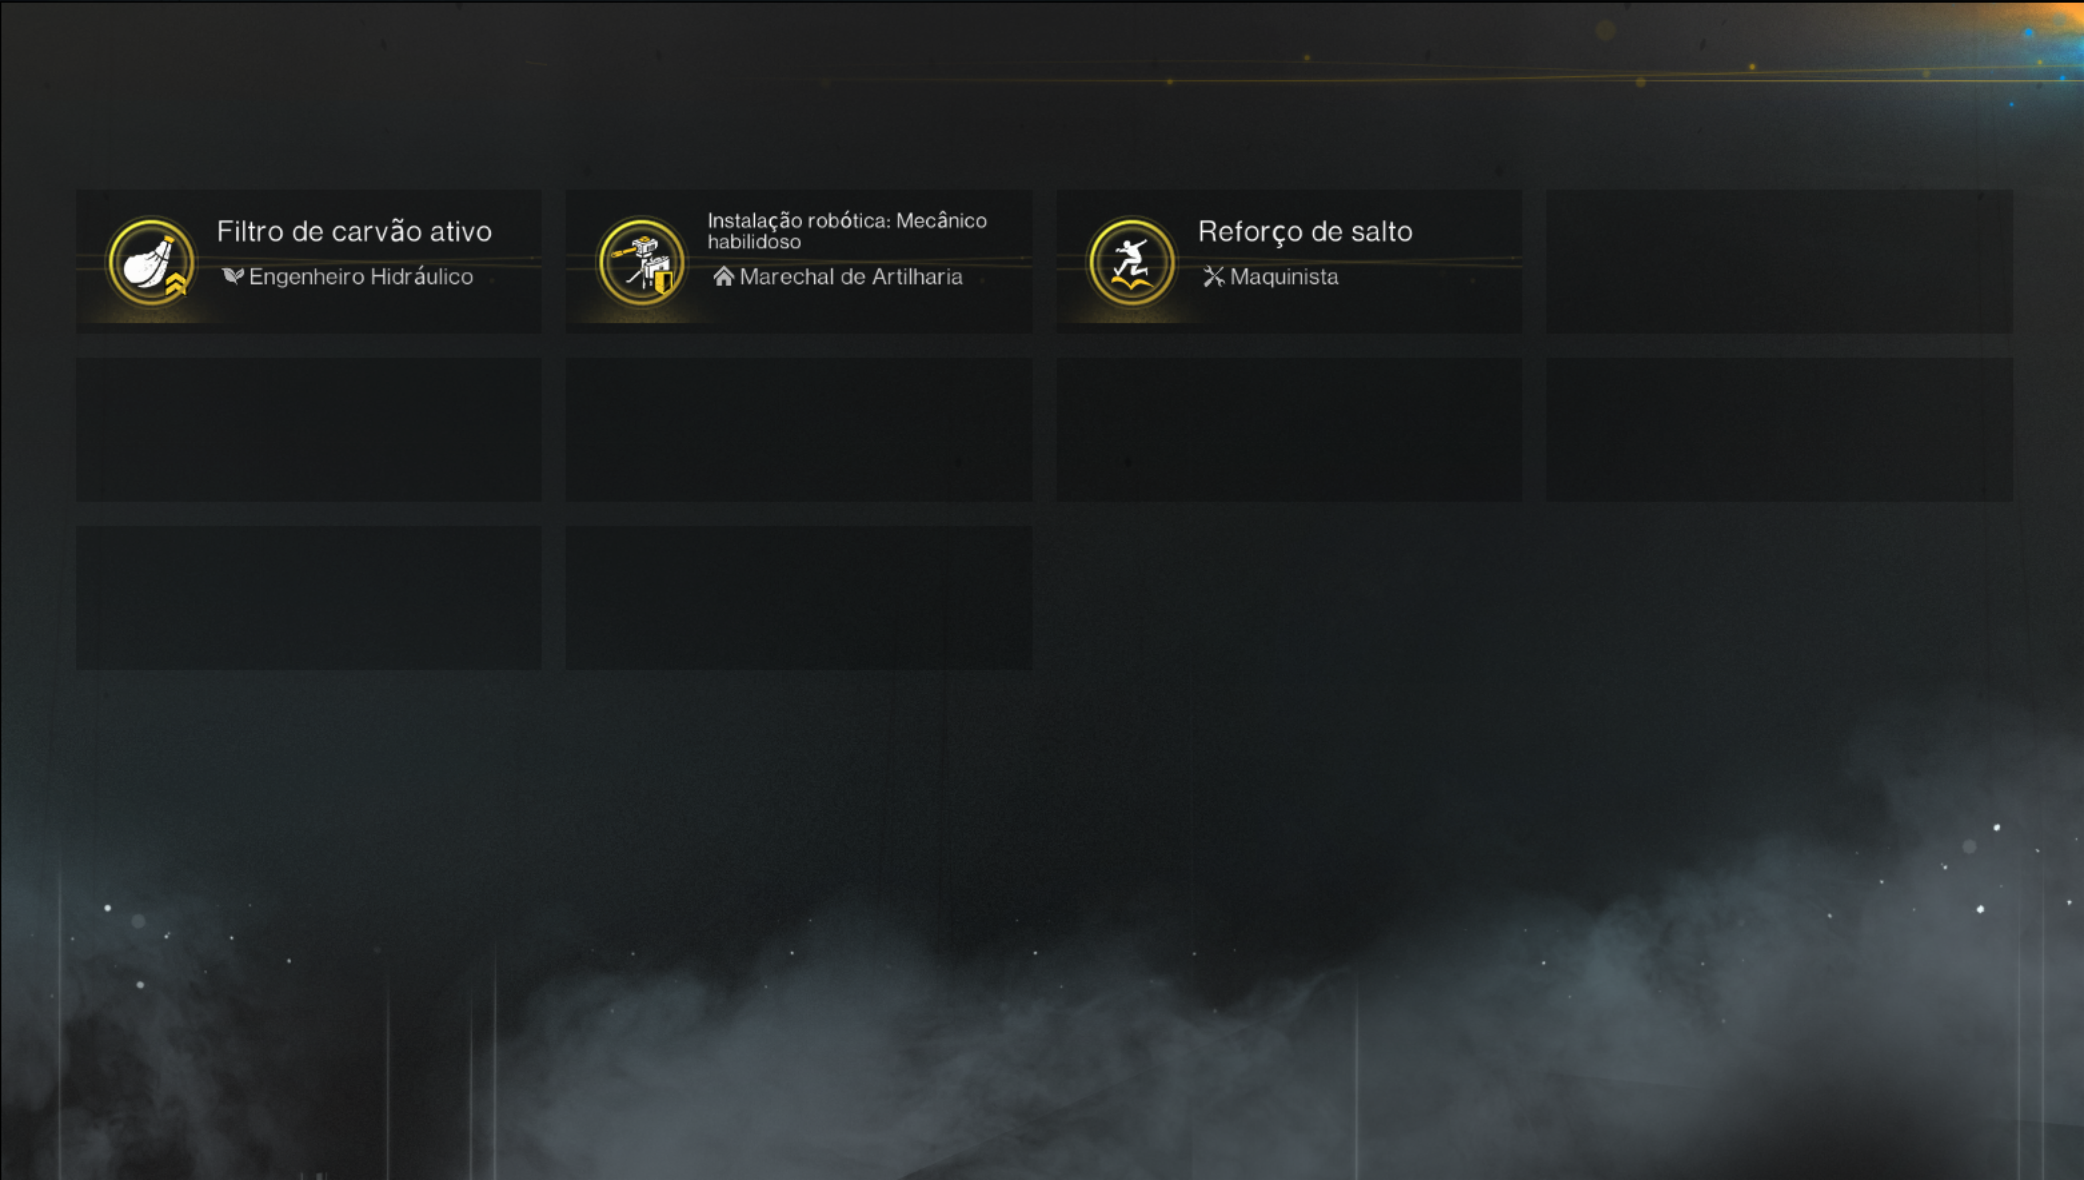 Filtro de carvão ativo
Engenheiro Hidráulico
Instalação robótica: Mecânico
habilidoso
Marechal de Artilharia
Reforço de salto
Maquinista